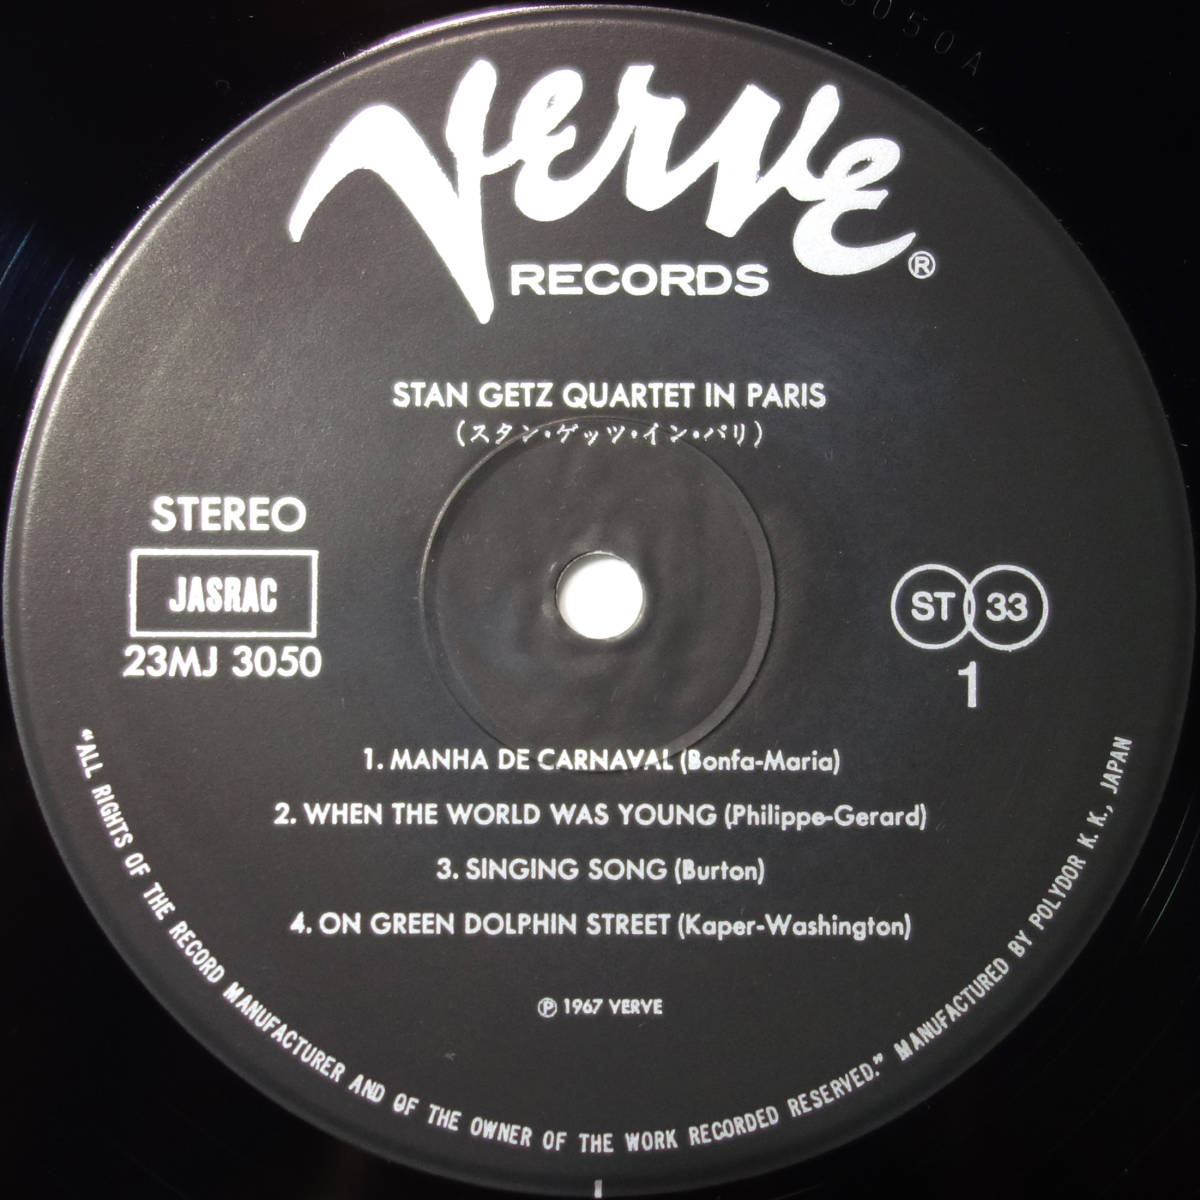 3050A
Verve
RECORDS ®
STAN GETZ QUARTET IN PARIS
(スタン・ゲッツ・イン・パリ)
STEREO
JASRAC
23MJ 3050
ST 33
1
1. MANHA DE CARNAVAL (Bonfa-Maria)
2. WHEN THE WORLD WAS YOUNG (Philippe-Gerard)
3. SINGING SONG (Burton)
4. ON GREEN DOLPHIN STREET (Kaper-Washington)
℗ 1967 VERVE
"ALL RIGHTS OF THE RECORD MANUFACTURER AND OF THE OWNER OF THE WORK RECORDED RESERVED." MANUFACTURED BY POLYDOR K. K., JAPAN